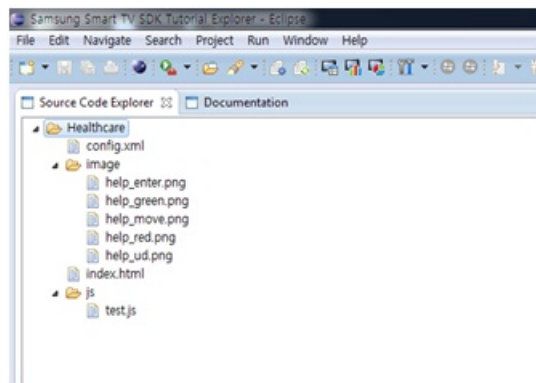 Samsung Smart TV SDK Tutorial Explorer - Eclipse
File Edit Navigate Search Project Run Window Help
Source Code Explorer Documentation
Healthcare
config.xml
image
help_enter.png
help_green.png
help_move.png
help_red.png
help_ud.png
index.html
js
test.js